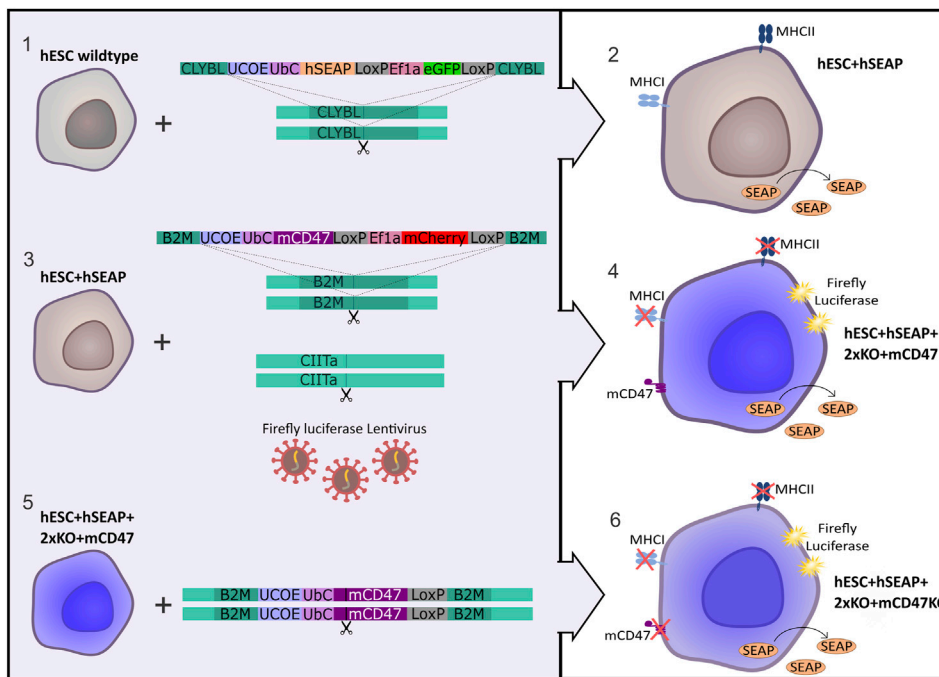 1
hESC wildtype
CLYBL UCOE UbC hSEAP LoxP Ef1a eGFP LoxP CLYBL
CLYBL
CLYBL
+
2
MHCII
hESC+hSEAP
MHCI
SEAP
SEAP
SEAP
3
hESC+hSEAP
B2M UCOE UbC mCD47 LoxP Ef1a mCherry LoxP B2M
B2M
B2M
+
CIITa
CIITa
Firefly luciferase Lentivirus
4
MHCII
MHCI
Firefly
Luciferase
hESC+hSEAP+
2xKO+mCD47
mCD47
SEAP
SEAP
SEAP
5
hESC+hSEAP+
2xKO+mCD47
+
B2M UCOE UbC mCD47 LoxP B2M
B2M UCOE UbC mCD47 LoxP B2M
6
MHCII
MHCI
Firefly
Luciferase
hESC+hSEAP+
2xKO+mCD47KO
mCD47
SEAP
SEAP
SEAP